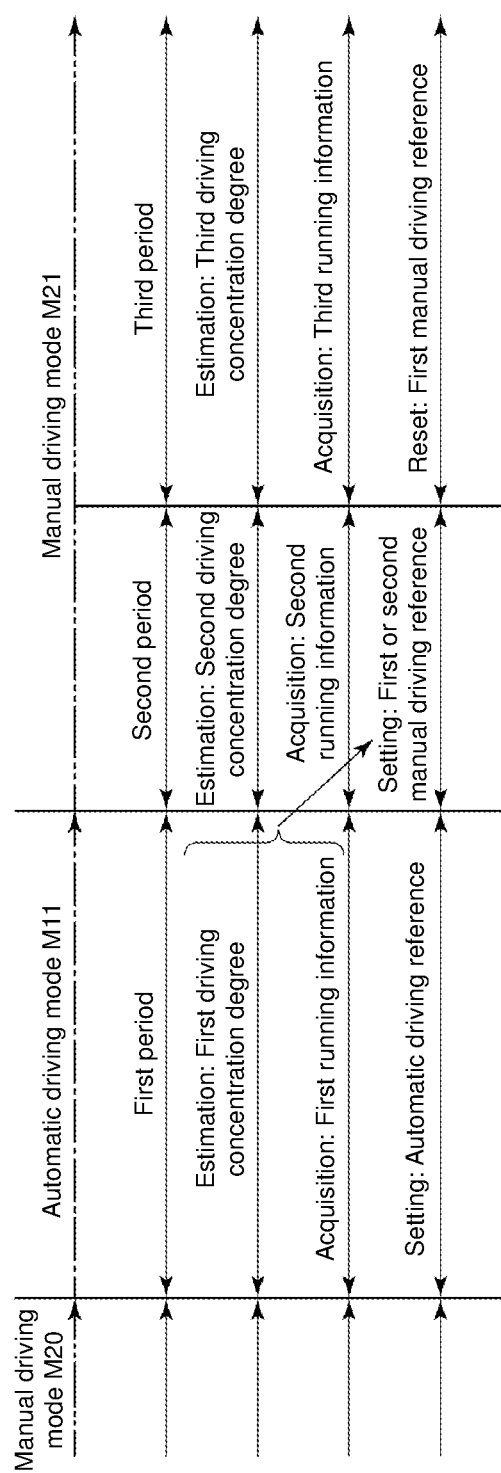 Manual driving
mode M20
Automatic driving mode M11
Manual driving mode M21
First period
Second period
Third period
Estimation: First driving
concentration degree
Estimation: Second driving
concentration degree
Estimation: Third driving
concentration degree
Acquisition: First running information
Acquisition: Second
running information
Acquisition: Third running information
Setting: Automatic driving reference
Setting: First or second
manual driving reference
Reset: First manual driving reference